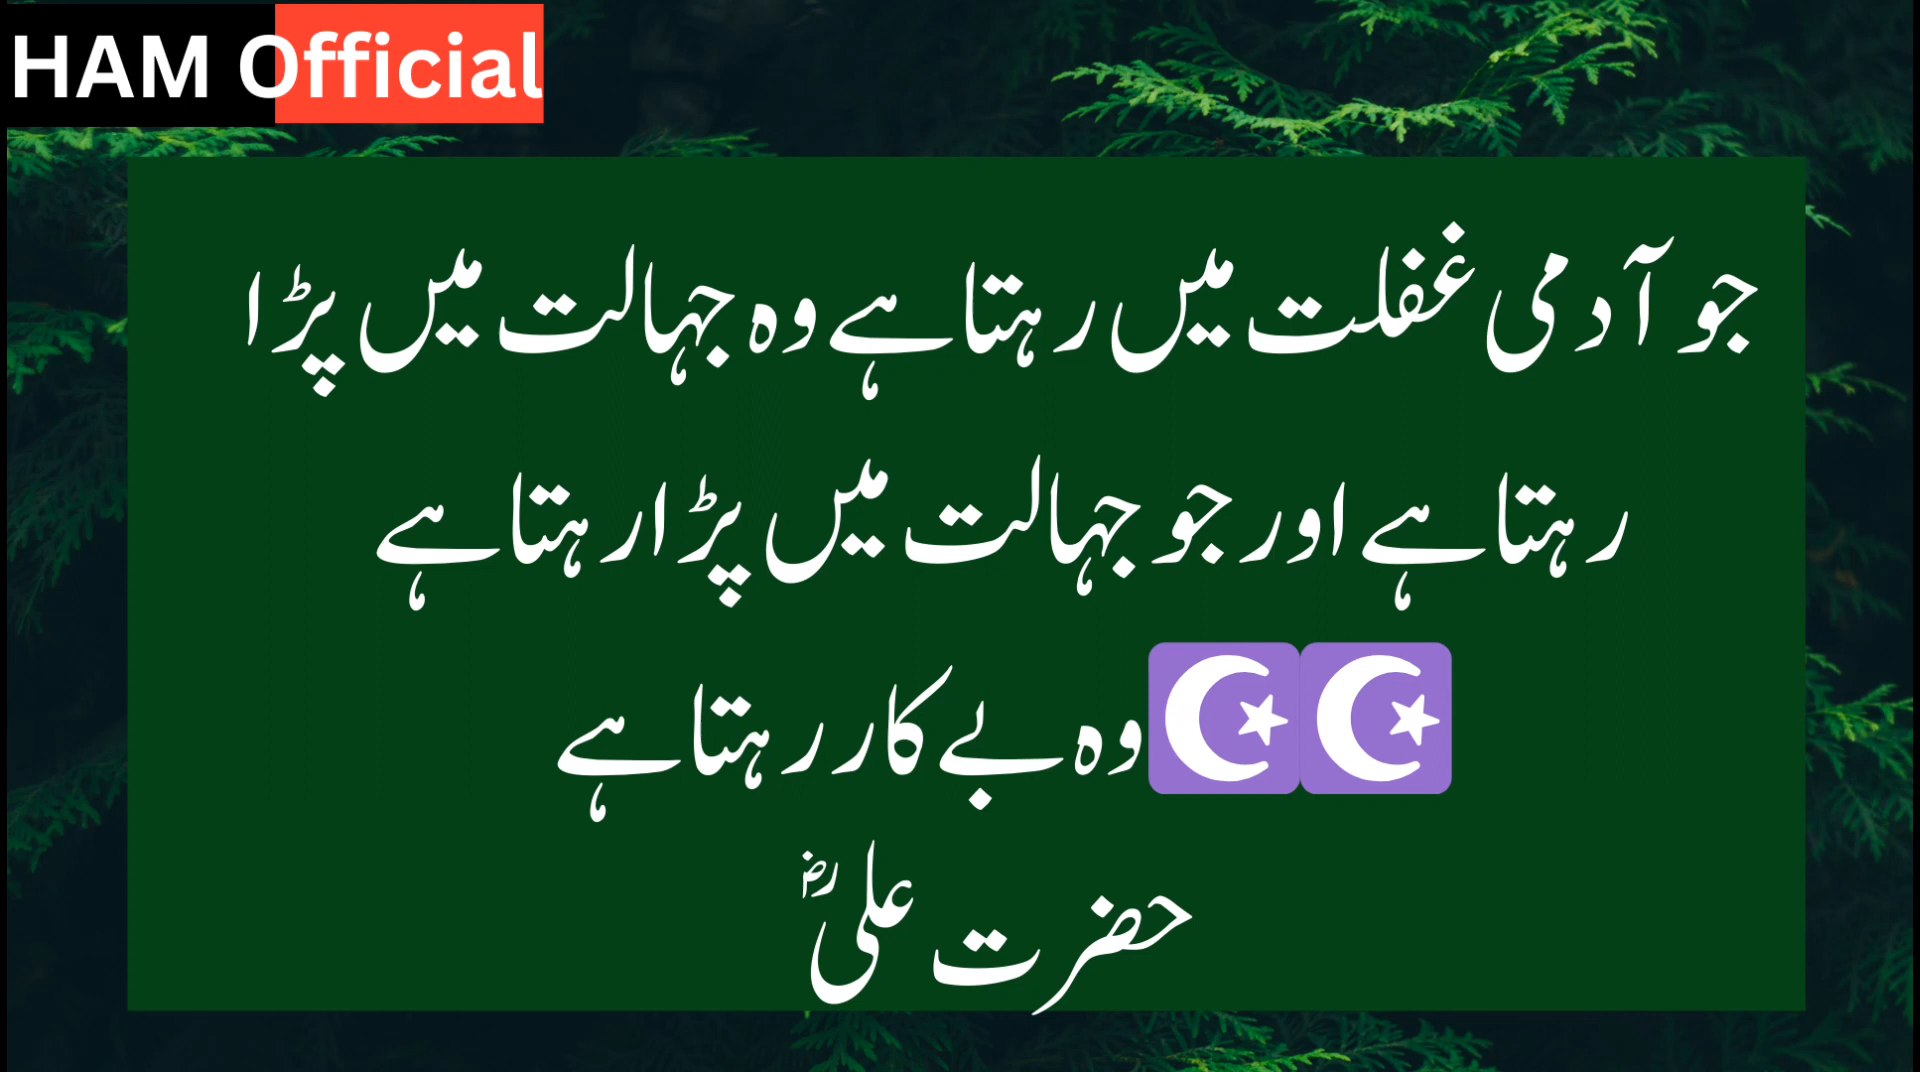 HAM Official
جو آدمی غفلت میں رہتا ہے وہ جہالت میں پڑا
رہتا ہے اور جو جہالت میں پڑا رہتا ہے
☪☪وہ بے کار رہتا ہے
حضرت علیؓ